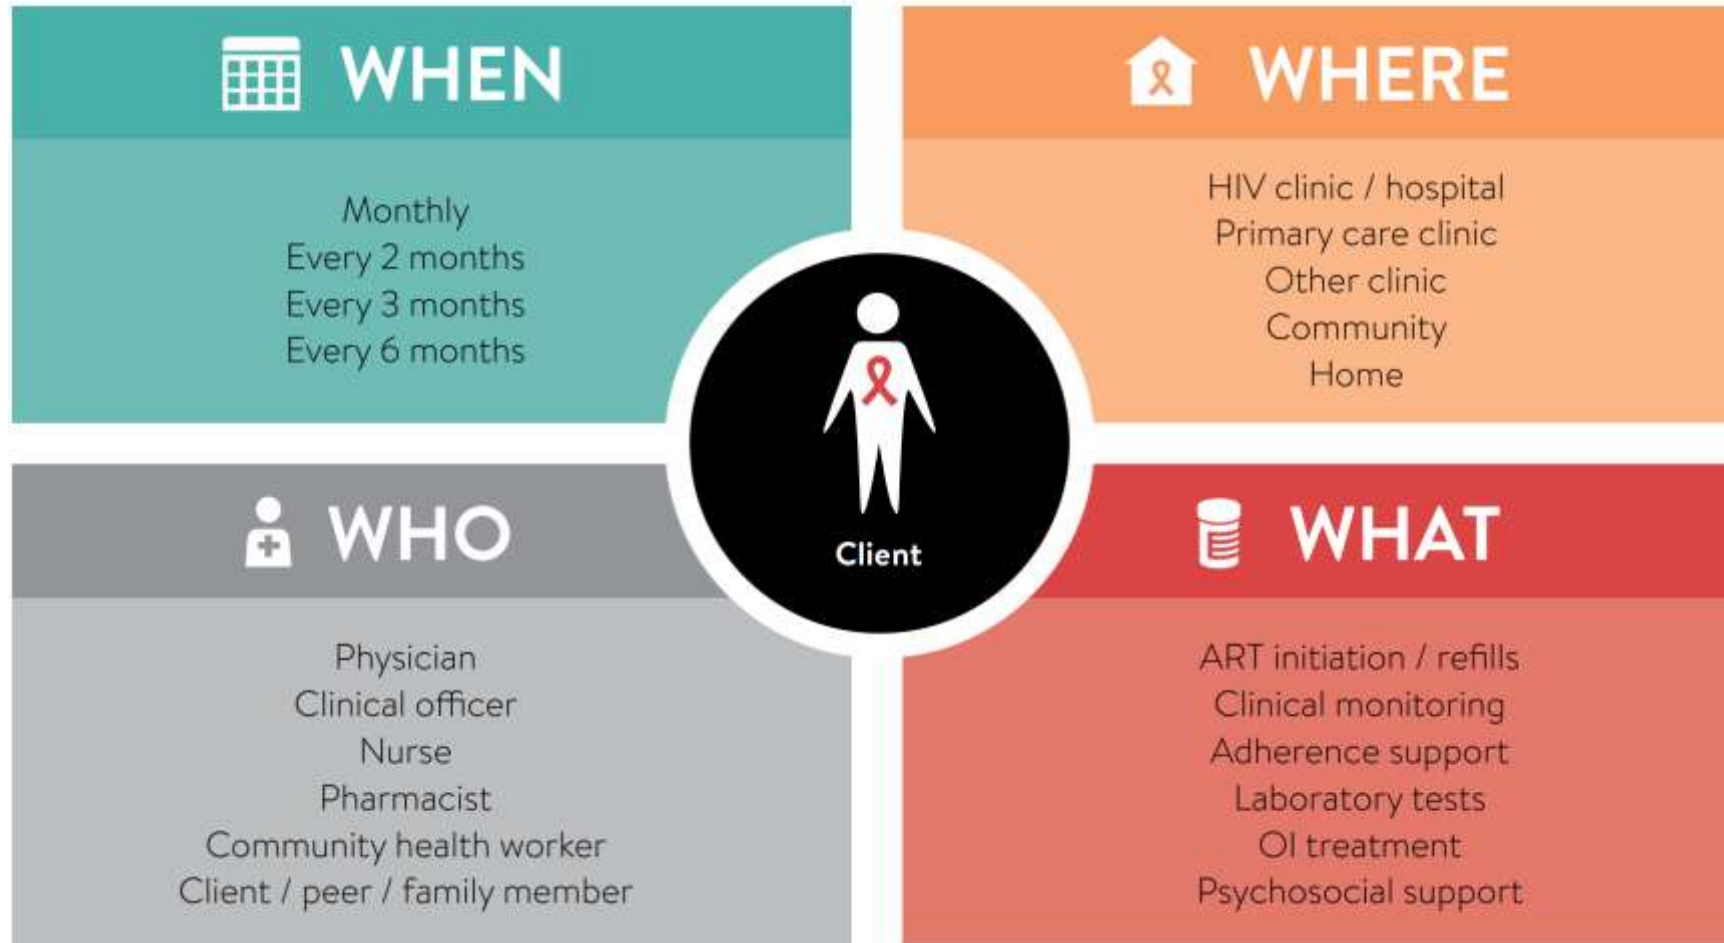 WHEN
Monthly
Every 2 months
Every 3 months
Every 6 months
WHERE
HIV clinic / hospital
Primary care clinic
Other clinic
Community
Home
Client
WHO
Physician
Clinical officer
Nurse
Pharmacist
Community health worker
Client / peer / family member
WHAT
ART initiation / refills
Clinical monitoring
Adherence support
Laboratory tests
OI treatment
Psychosocial support